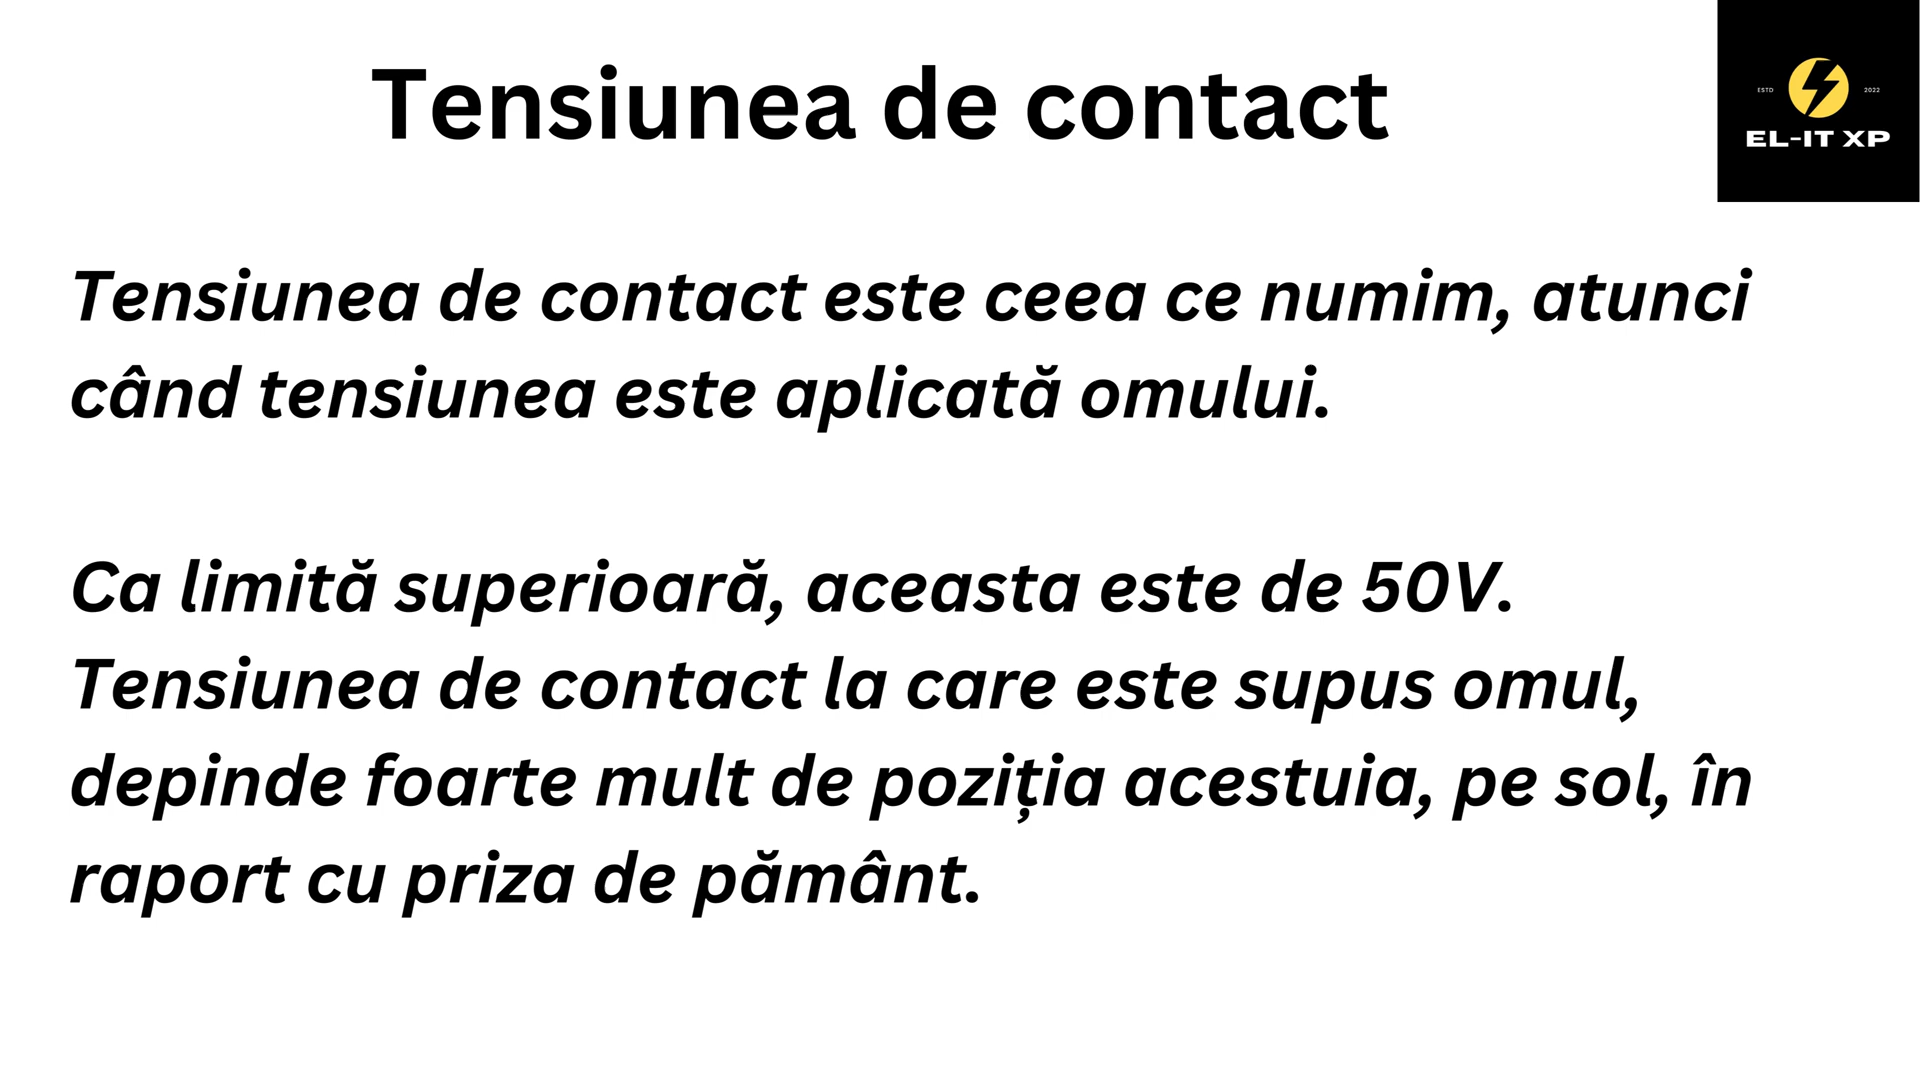 Tensiunea de contact
ESTD 2022
EL-IT XP
Tensiunea de contact este ceea ce numim, atunci
când tensiunea este aplicată omului.
Ca limită superioară, aceasta este de 50V.
Tensiunea de contact la care este supus omul,
depinde foarte mult de poziția acestuia, pe sol, în
raport cu priza de pământ.